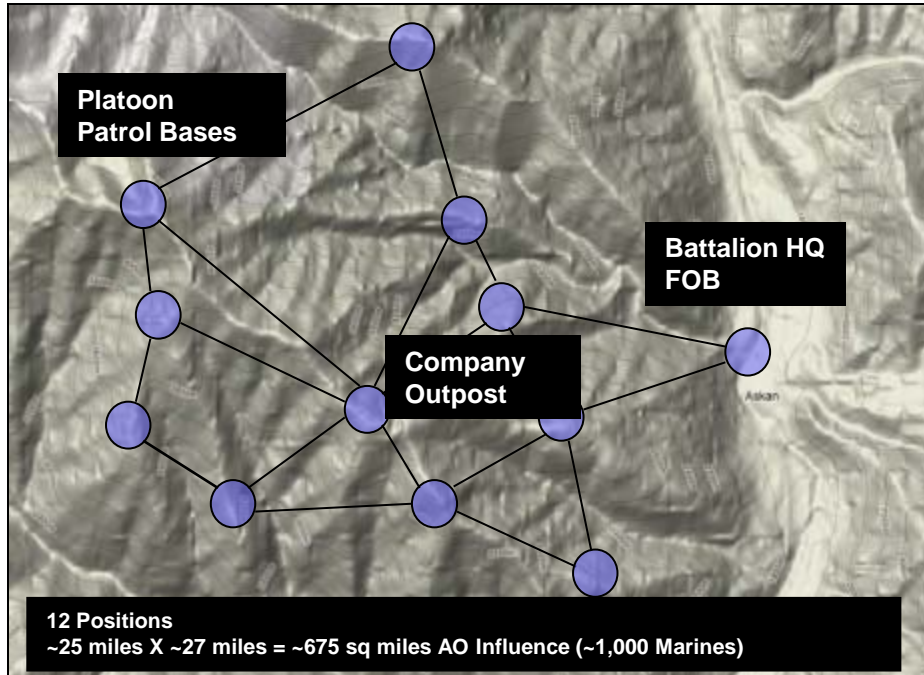 Platoon
Patrol Bases
Battalion HQ
FOB
Company
Outpost
Askan
12 Positions
~25 miles X ~27 miles = ~675 sq miles AO Influence (~1,000 Marines)